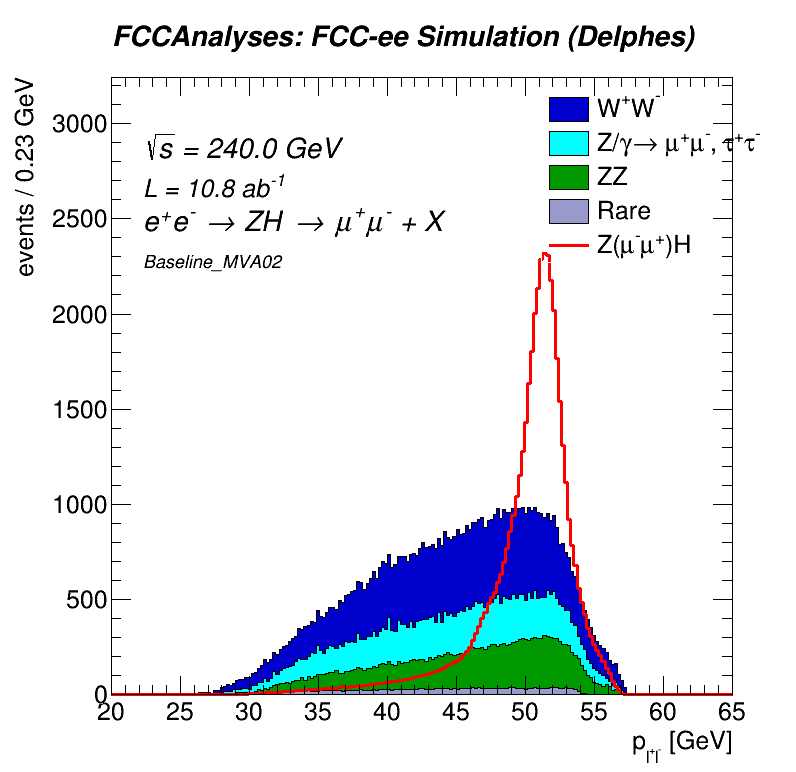 FCCAnalyses: FCC-ee Simulation (Delphes)
events / 0.23 GeV
√s = 240.0 GeV
L = 10.8 ab⁻¹
e⁺e⁻ → ZH → μ⁺μ⁻ + X
Baseline_MVA02
W⁺W⁻
Z/γ→ μ⁺μ⁻, τ⁺τ⁻
ZZ
Rare
Z(μ⁻μ⁺)H
3000
2500
2000
1500
1000
500
0
20 25 30 35 40 45 50 55 60 65
p_l⁺l⁻ [GeV]